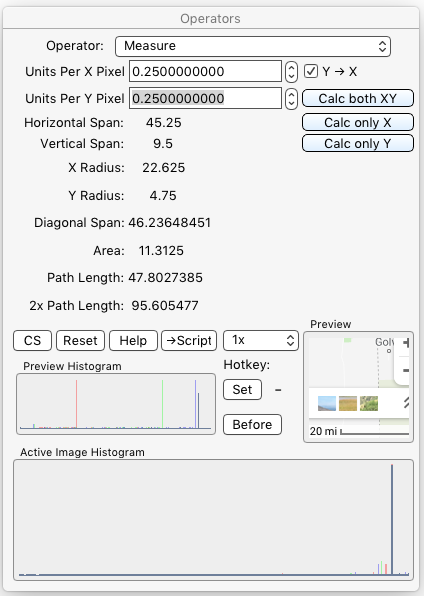 Operators
Operator: Measure
Units Per X Pixel 0.2500000000 Y → X
Units Per Y Pixel 0.2500000000 Calc both XY
Horizontal Span: 45.25 Calc only X
Vertical Span: 9.5 Calc only Y
X Radius: 22.625
Y Radius: 4.75
Diagonal Span: 46.23648451
Area: 11.3125
Path Length: 47.8027385
2x Path Length: 95.605477
Preview
CS Reset Help →Script 1x
Hotkey:
Preview Histogram
Set –
Before
20 mi
Active Image Histogram